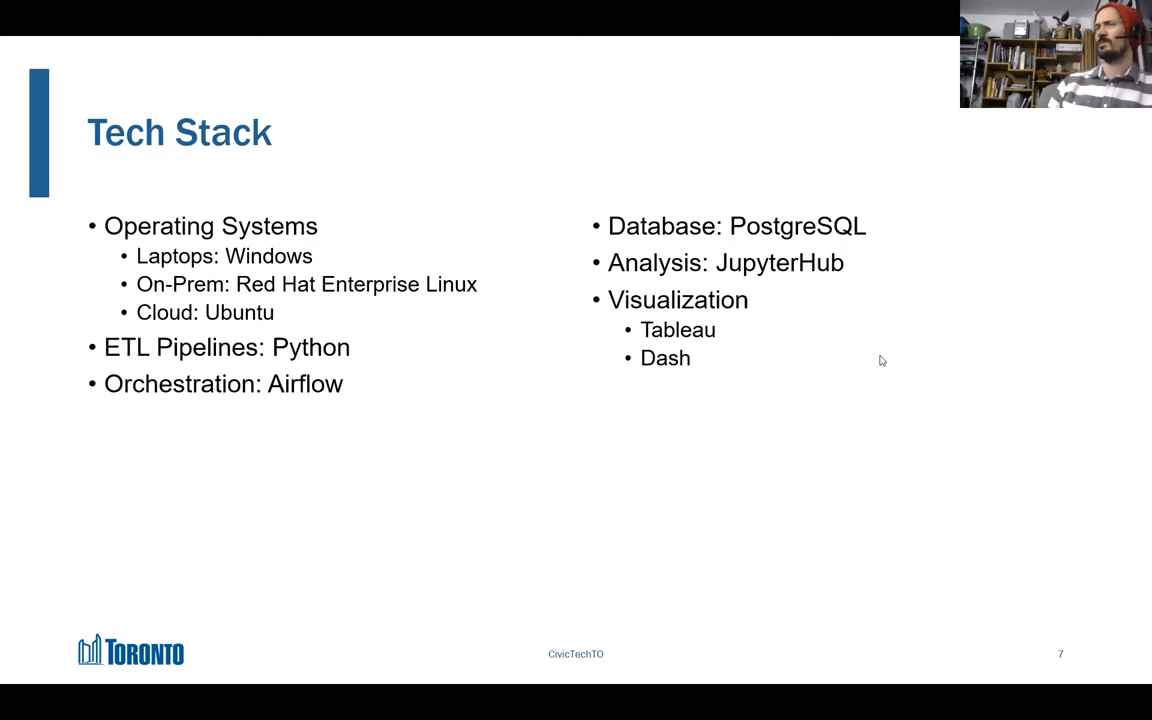 Tech Stack
• Operating Systems
• Laptops: Windows
• On-Prem: Red Hat Enterprise Linux
• Cloud: Ubuntu
• ETL Pipelines: Python
• Orchestration: Airflow
• Database: PostgreSQL
• Analysis: JupyterHub
• Visualization
• Tableau
• Dash
TORONTO
CivicTechTO
7